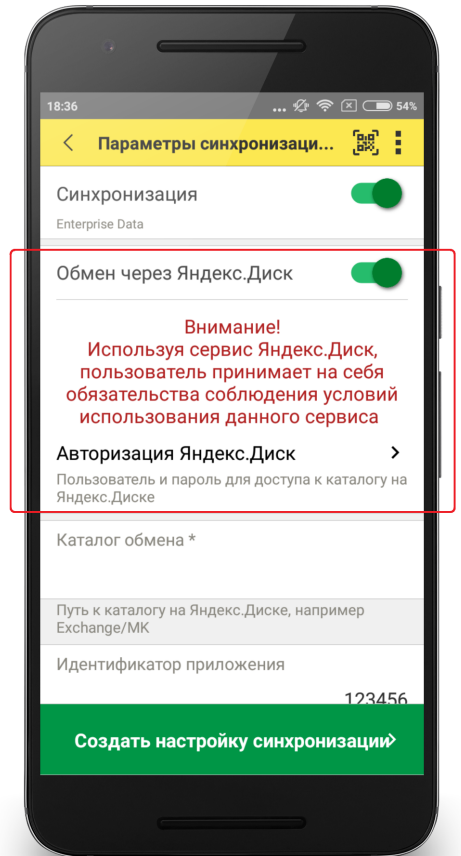 18:36
54%
Параметры синхронизаци...
Синхронизация
Enterprise Data
Обмен через Яндекс.Диск
Внимание!
Используя сервис Яндекс.Диск,
пользователь принимает на себя
обязательства соблюдения условий
использования данного сервиса
Авторизация Яндекс.Диск
Пользователь и пароль для доступа к каталогу на
Яндекс.Диске
Каталог обмена *
Путь к каталогу на Яндекс.Диске, например
Exchange/MK
Идентификатор приложения
123456
Создать настройку синхронизации